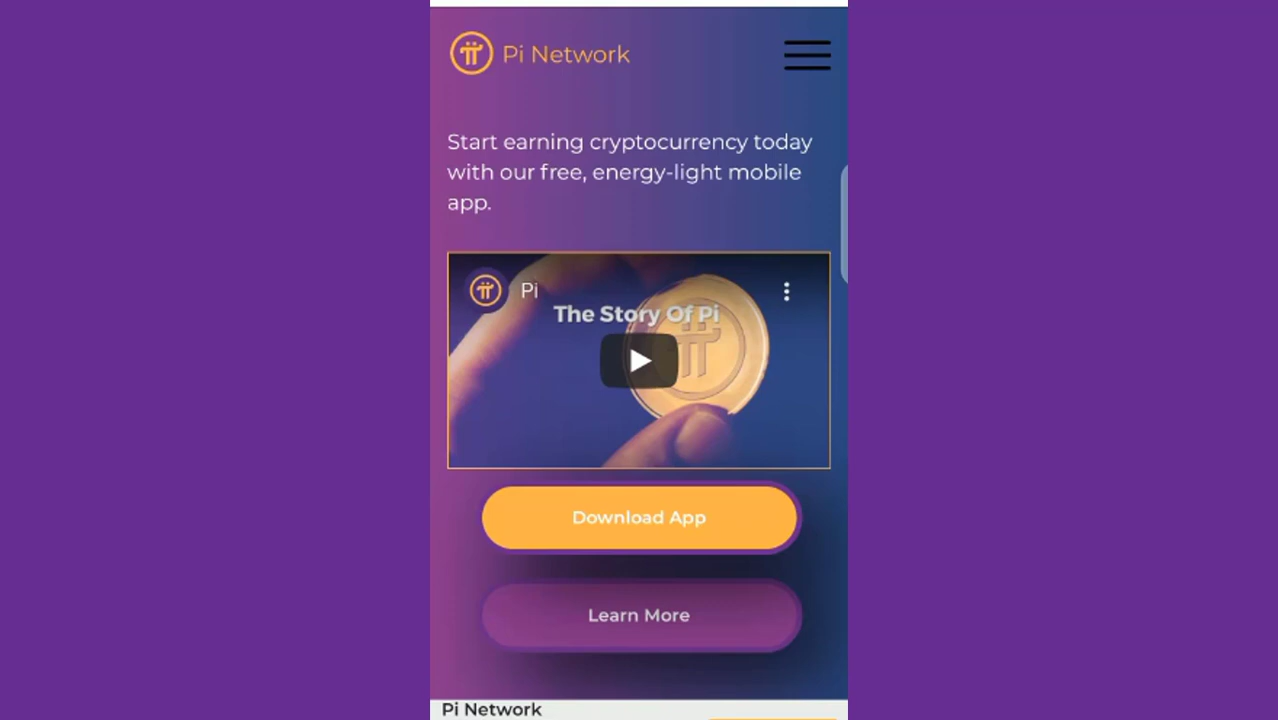 Pi Network
Start earning cryptocurrency today
with our free, energy-light mobile
app.
Pi
The Story Of Pi
Download App
Learn More
Pi Network